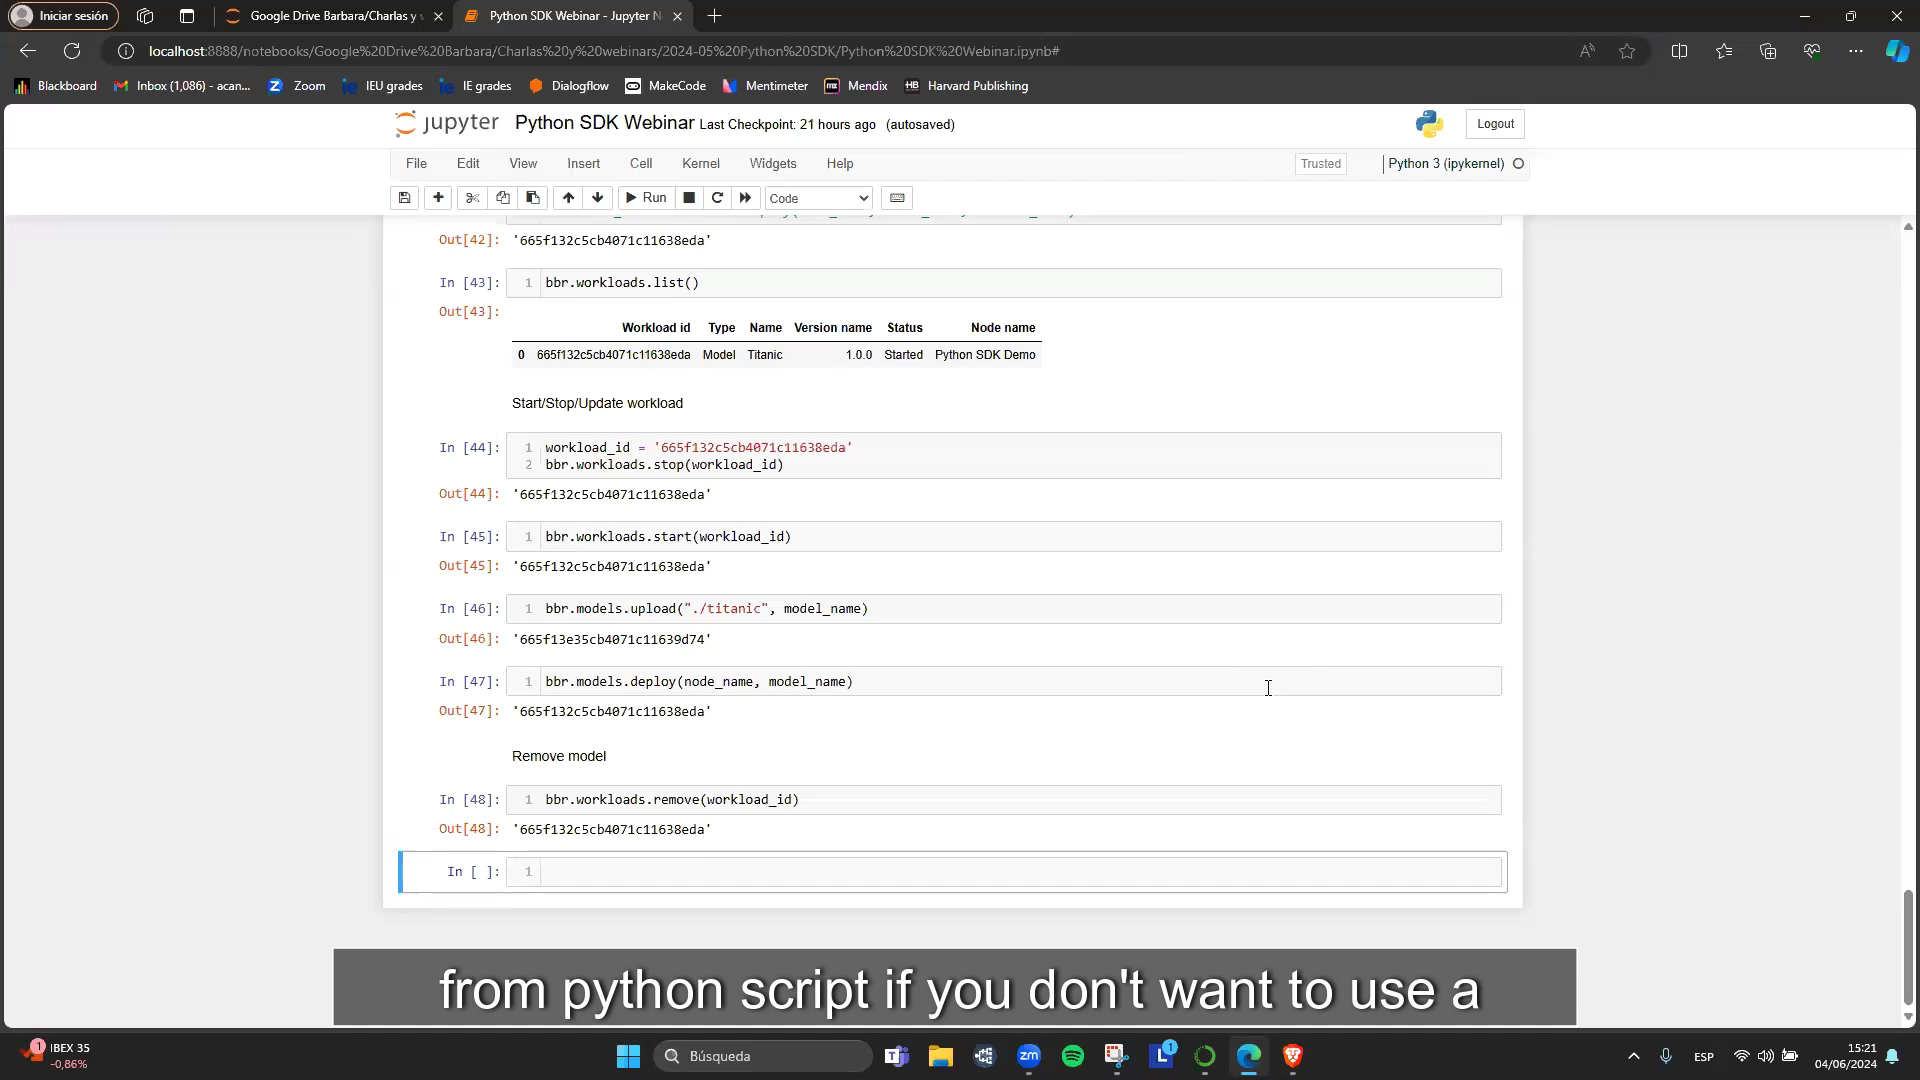 Iniciar sesión
Google Drive Barbara/Charlas y
Python SDK Webinar - Jupyter N
localhost:8888/notebooks/Google%20Drive%20Barbara/Charlas%20y%20webinars/2024-05%20Python%20SDK/Python%20SDK%20Webinar.ipynb#
Blackboard
Inbox (1,086) - acan...
Zoom
IEU grades
IE grades
Dialogflow
MakeCode
Mentimeter
Mendix
Harvard Publishing
jupyter Python SDK Webinar Last Checkpoint: 21 hours ago (autosaved)
Logout
File Edit View Insert Cell Kernel Widgets Help
Trusted
Python 3 (ipykernel)
Run
Code
Out[42]: '665f132c5cb4071c11638eda'
In [43]: 1 bbr.workloads.list()
Out[43]:
Workload id Type Name Version name Status Node name
0 665f132c5cb4071c11638eda Model Titanic 1.0.0 Started Python SDK Demo
Start/Stop/Update workload
In [44]: 1 workload_id = '665f132c5cb4071c11638eda'
2 bbr.workloads.stop(workload_id)
Out[44]: '665f132c5cb4071c11638eda'
In [45]: 1 bbr.workloads.start(workload_id)
Out[45]: '665f132c5cb4071c11638eda'
In [46]: 1 bbr.models.upload("./titanic", model_name)
Out[46]: '665f13e35cb4071c11639d74'
In [47]: 1 bbr.models.deploy(node_name, model_name)
Out[47]: '665f132c5cb4071c11638eda'
Remove model
In [48]: 1 bbr.workloads.remove(workload_id)
Out[48]: '665f132c5cb4071c11638eda'
In [ ]: 1
from python script if you don't want to use a
1 IBEX 35
-0,86%
Búsqueda
1
ESP
15:21
04/06/2024